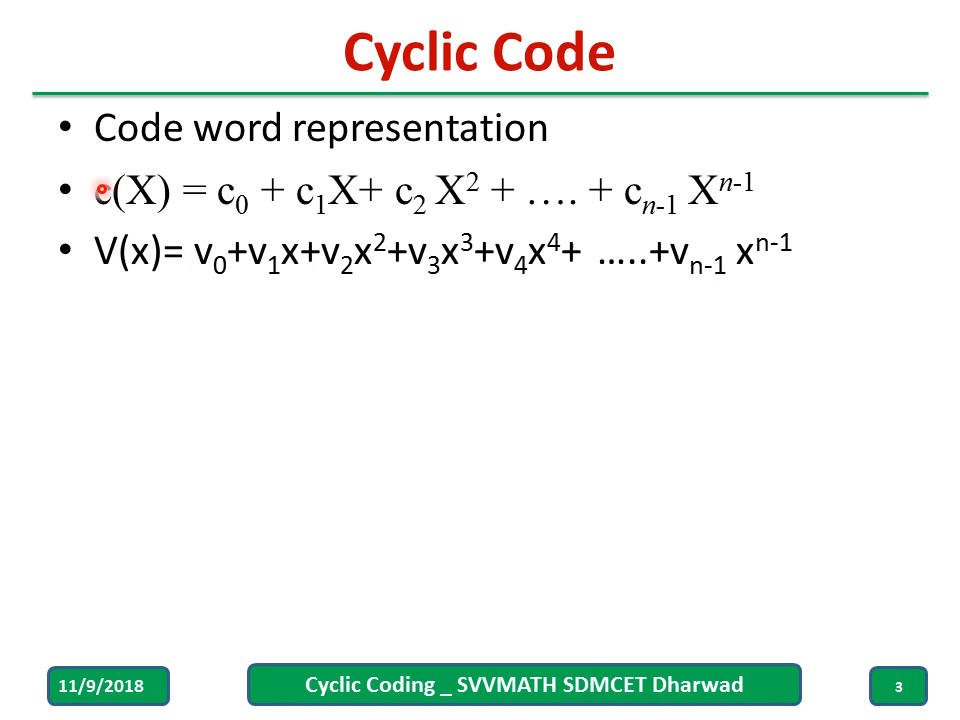 Cyclic Code
• Code word representation
• c(X) = c₀ + c₁X+ c₂ X² + …. + cₙ₋₁ Xⁿ⁻¹
• V(x)= v₀+v₁x+v₂x²+v₃x³+v₄x⁴+ …..+vₙ₋₁ xⁿ⁻¹
11/9/2018
Cyclic Coding _ SVVMATH SDMCET Dharwad
3